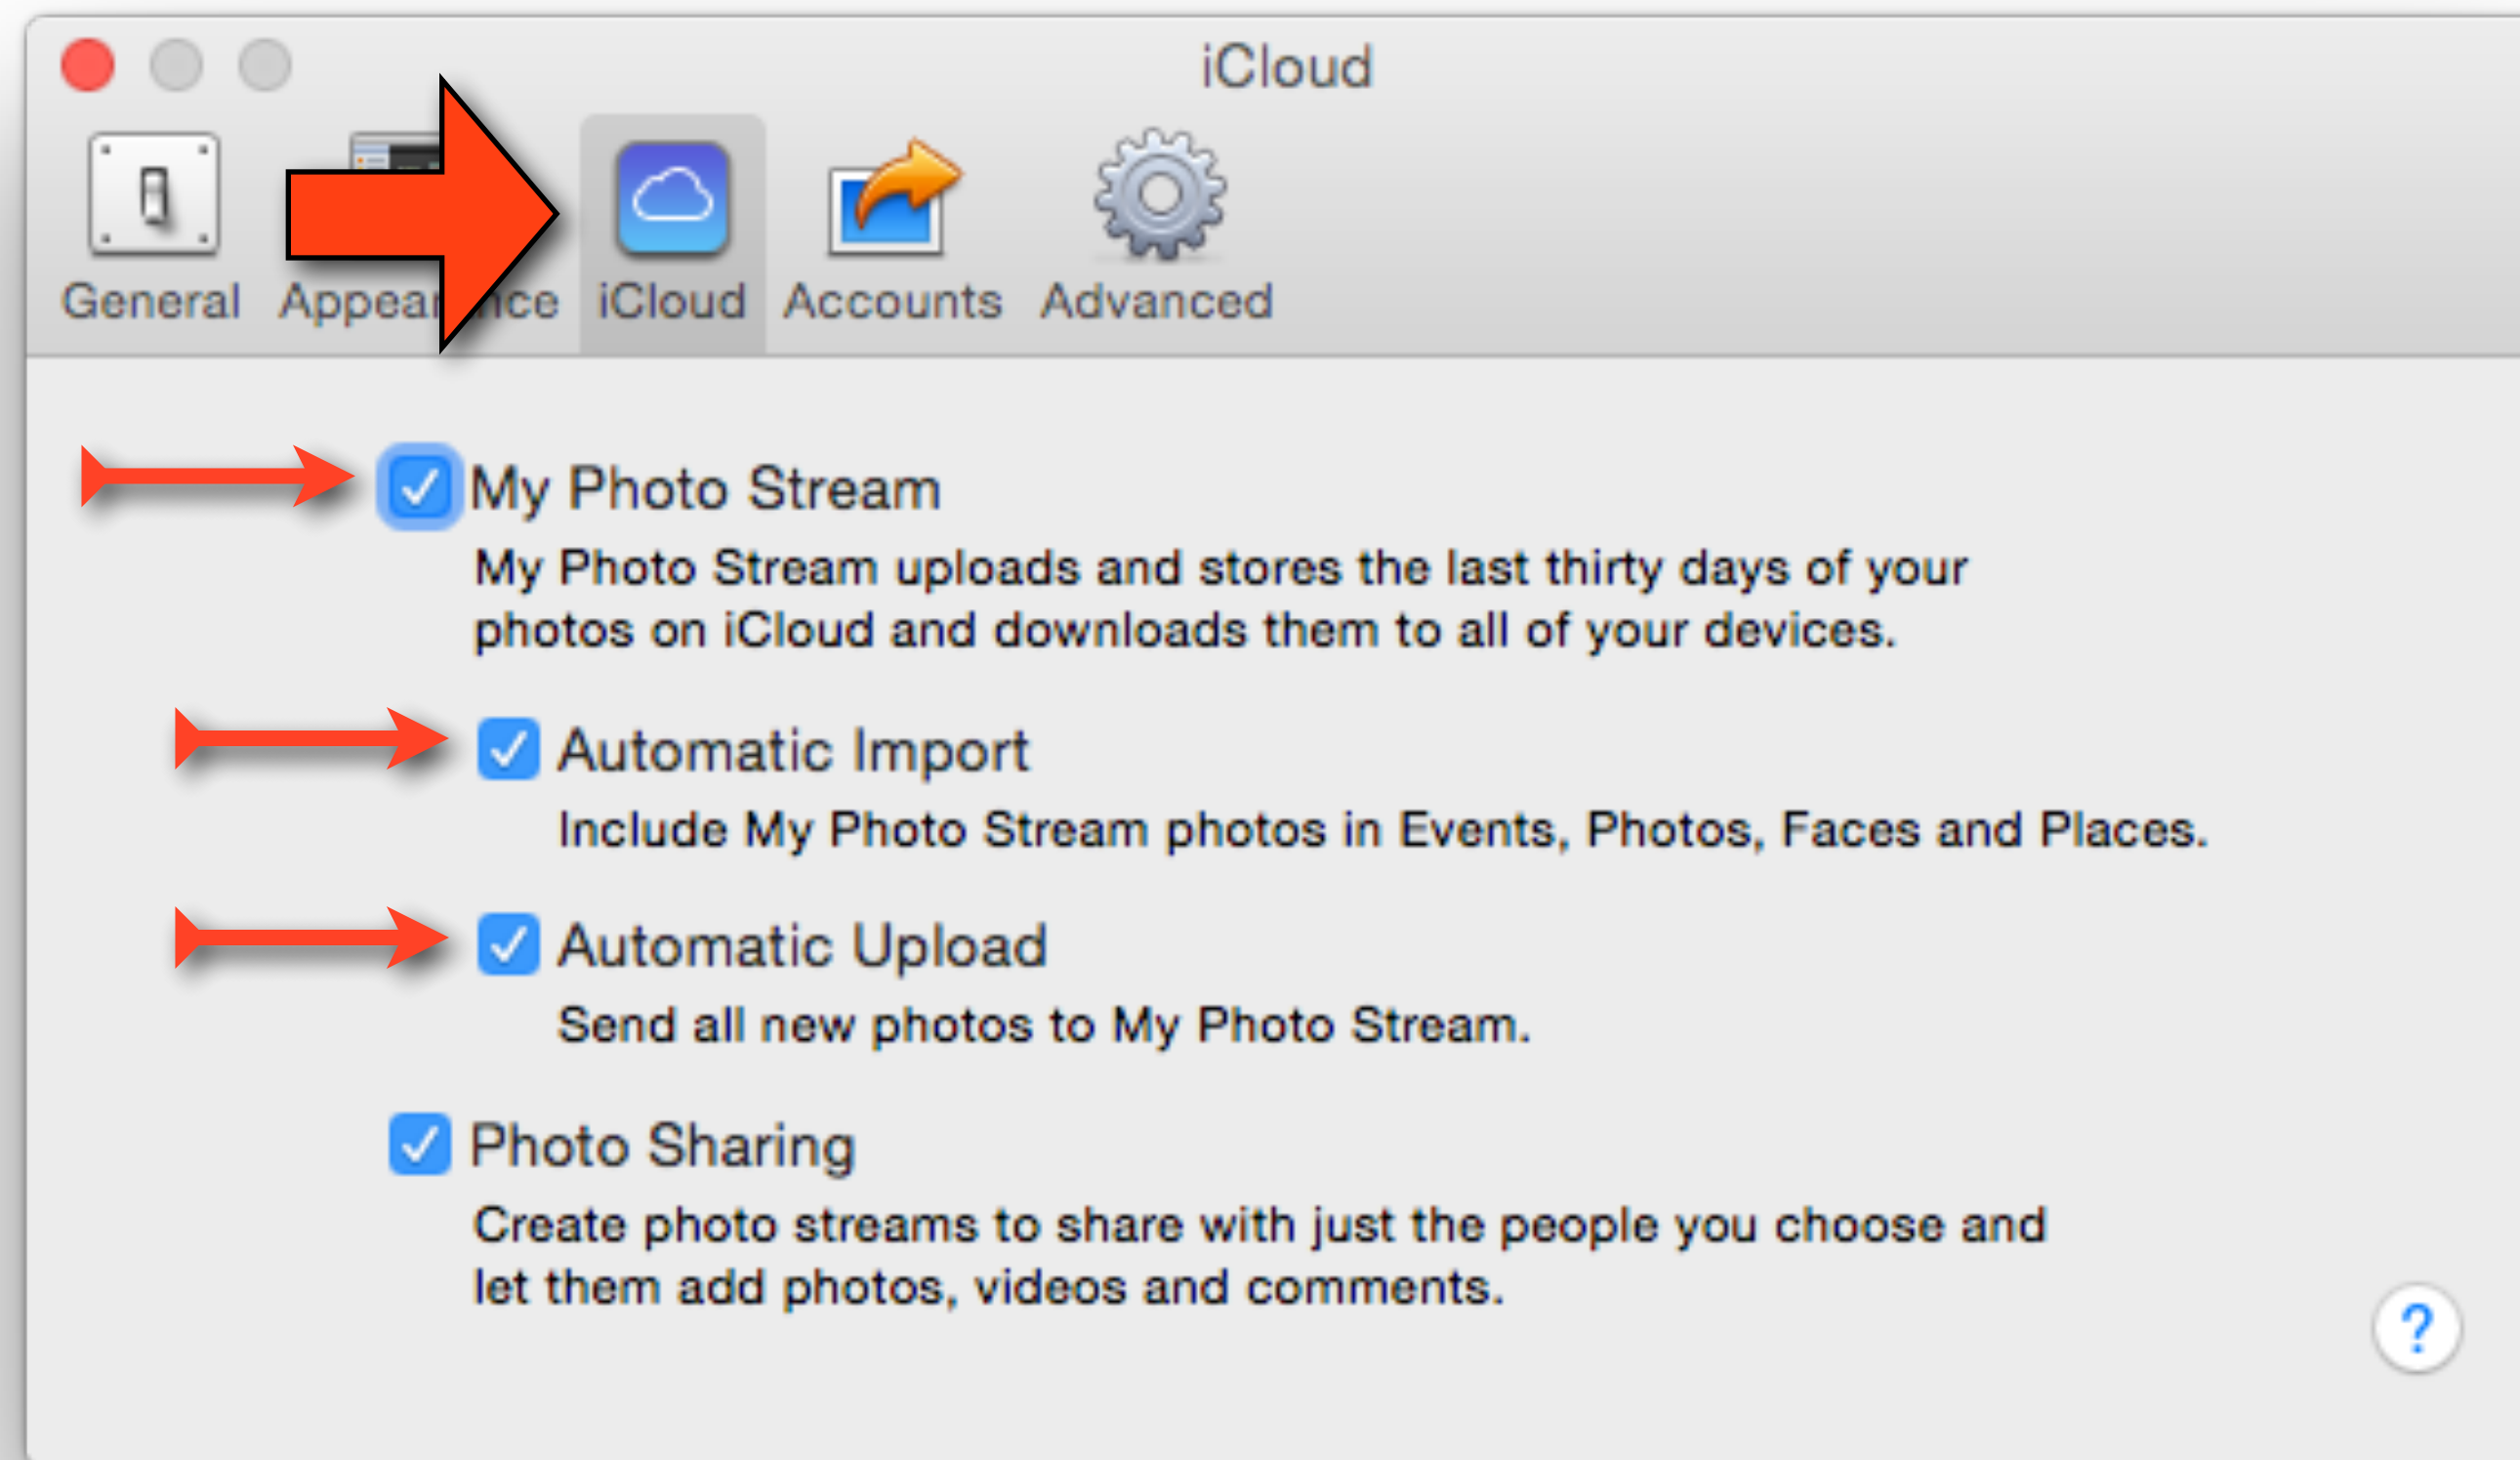 iCloud
General Appearance iCloud Accounts Advanced
My Photo Stream
My Photo Stream uploads and stores the last thirty days of your
photos on iCloud and downloads them to all of your devices.
Automatic Import
Include My Photo Stream photos in Events, Photos, Faces and Places.
Automatic Upload
Send all new photos to My Photo Stream.
Photo Sharing
Create photo streams to share with just the people you choose and
let them add photos, videos and comments.
?